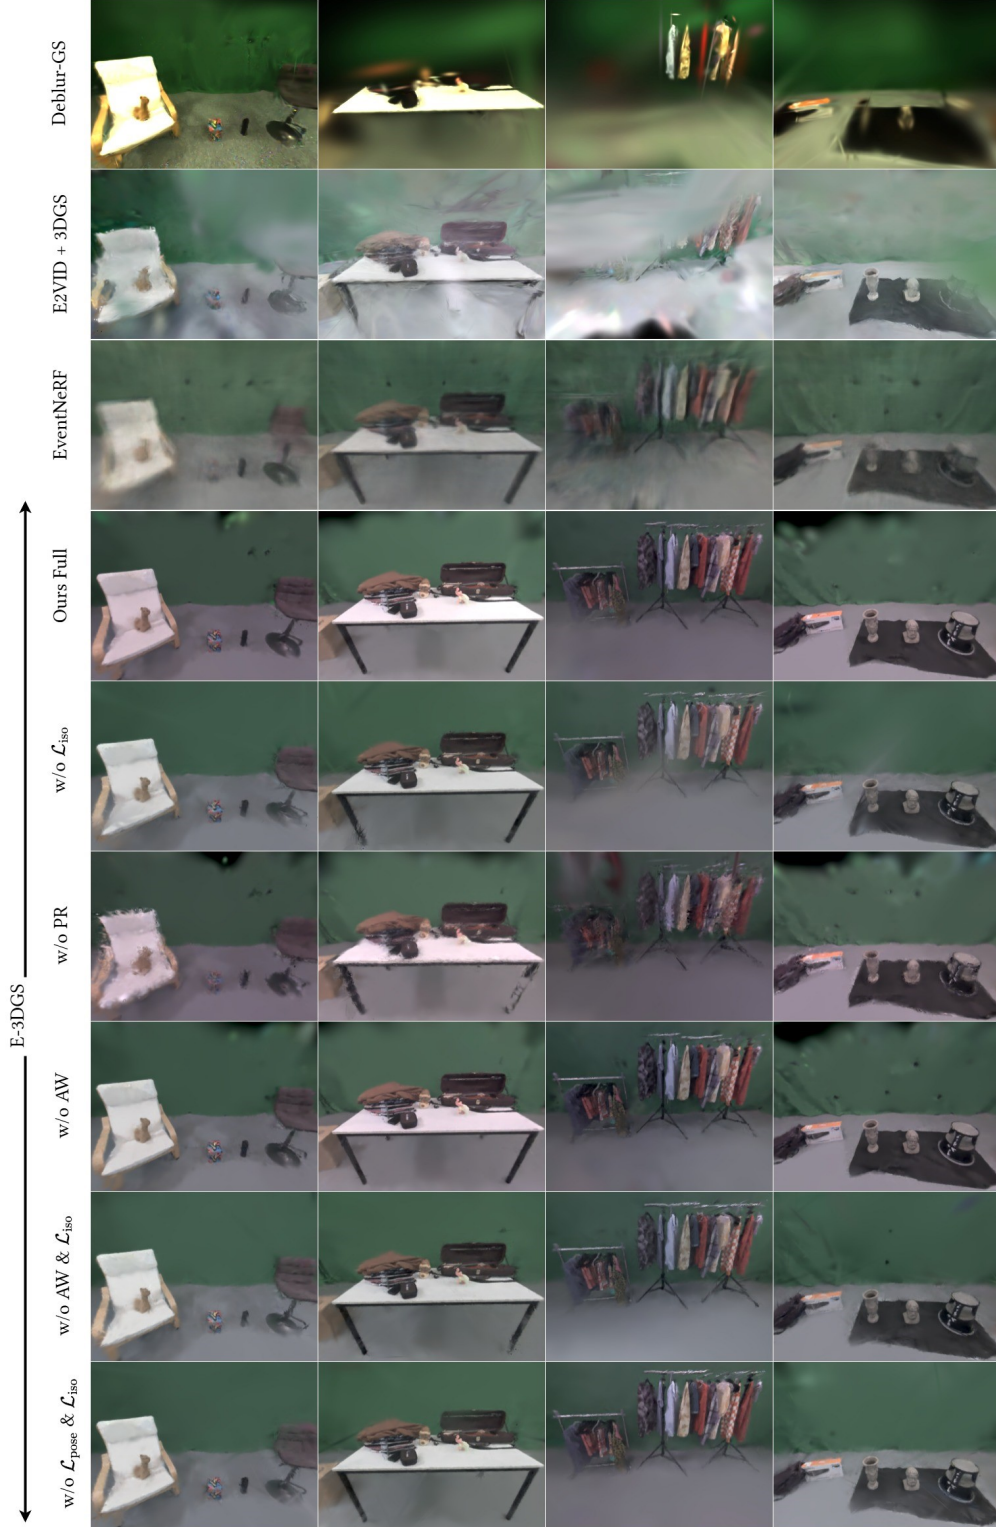 Deblur-GS
E2VID + 3DGS
EventNeRF
Ours Full
w/o ℒiso
w/o PR
w/o AW
w/o AW & ℒiso
w/o ℒpose & ℒiso
E-3DGS